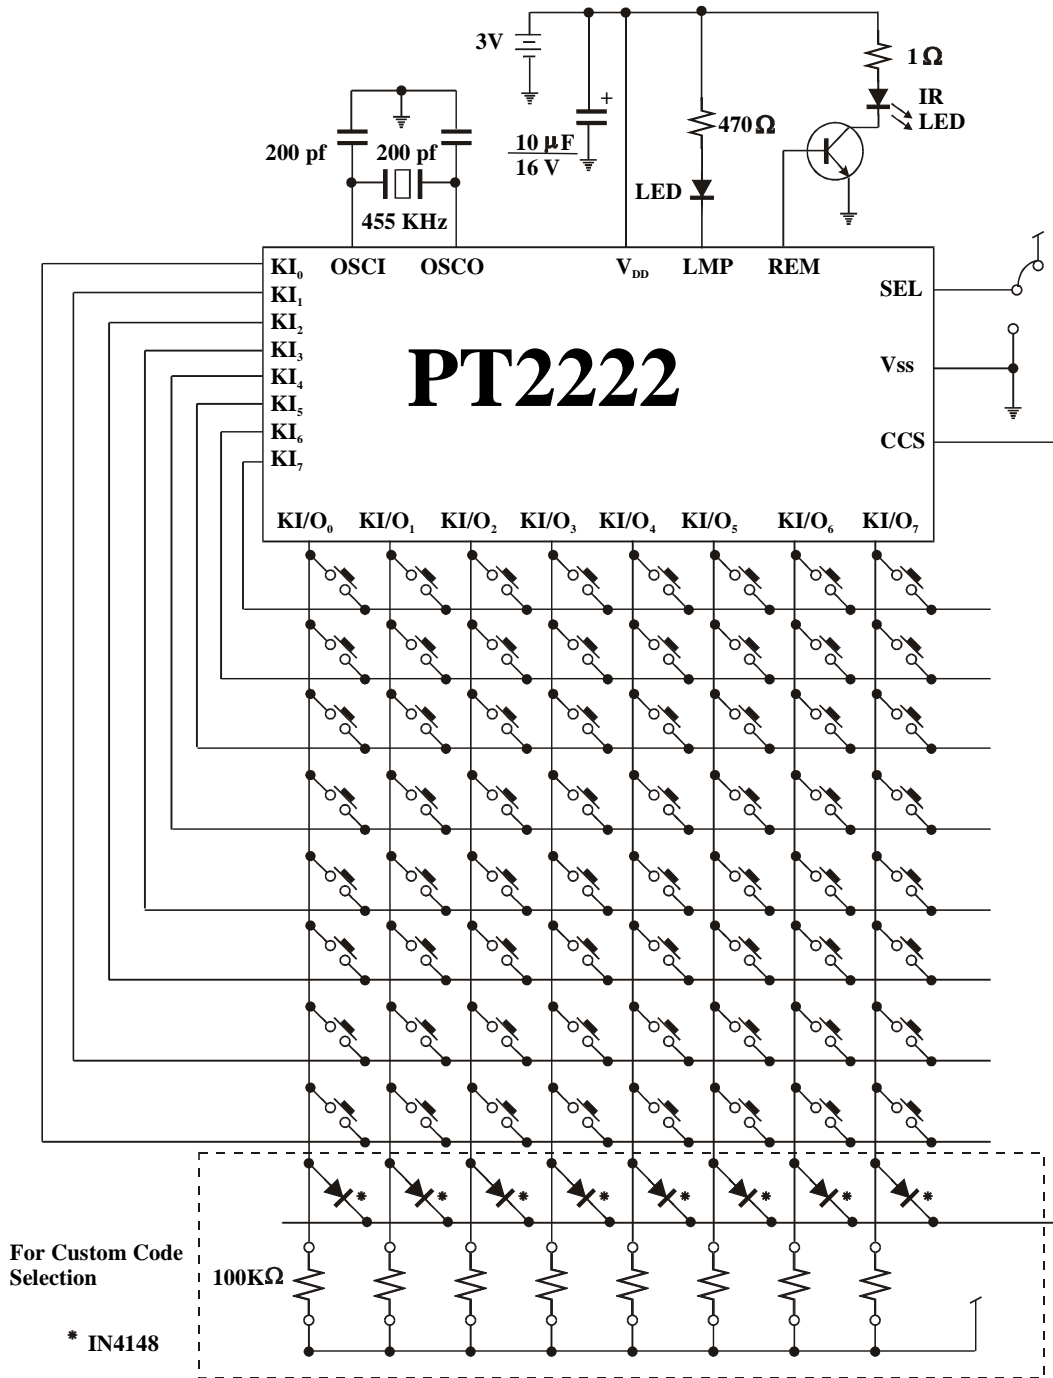 3V
+
10 µF
16 V
1 Ω
IR
LED
470 Ω
200 pf
200 pf
LED
455 KHz
KI₀
OSCI
OSCO
V_DD
LMP
REM
KI₁
KI₂
KI₃
KI₄
KI₅
KI₆
KI₇
SEL
Vss
CCS
PT2222
KI/O₀
KI/O₁
KI/O₂
KI/O₃
KI/O₄
KI/O₅
KI/O₆
KI/O₇
* * * * * * * *
For Custom Code
Selection
100KΩ
* IN4148